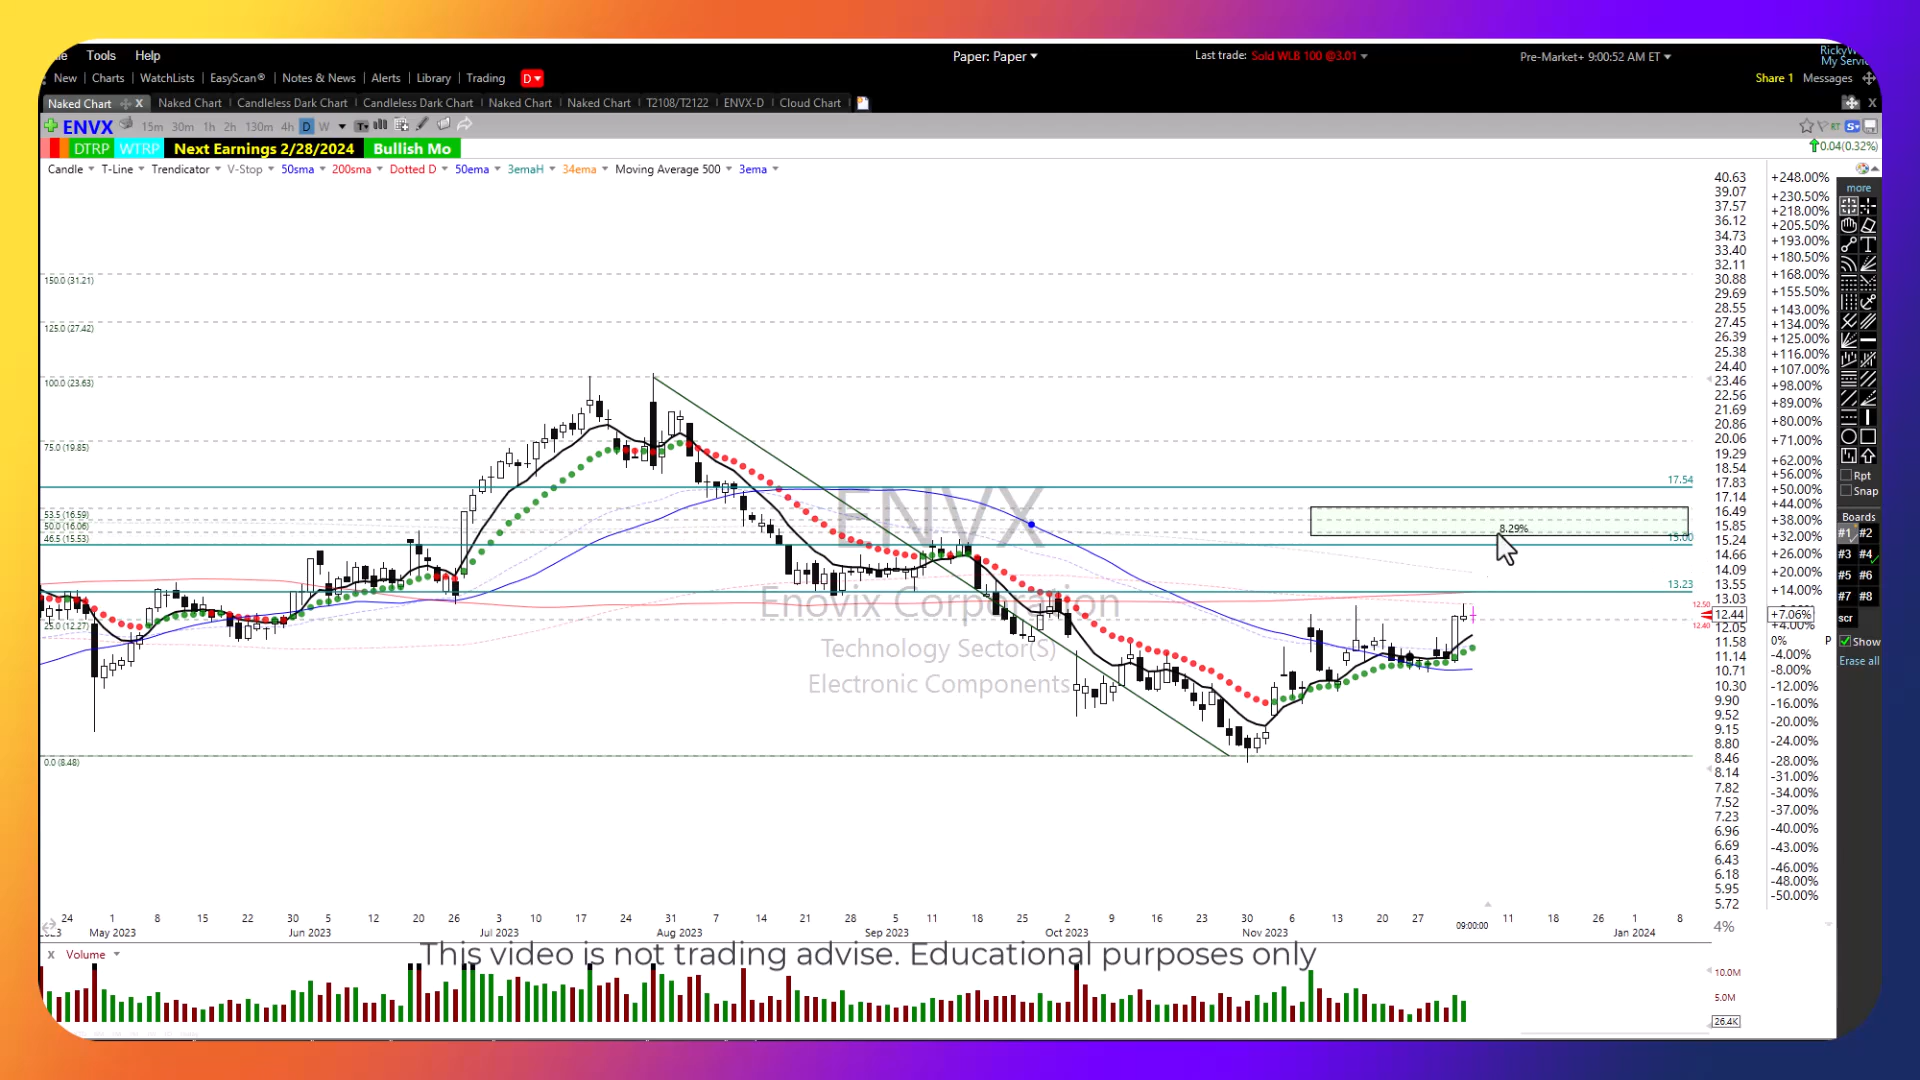 Tools Help
Paper: Paper
Last trade: Sold WLB 100 @3.01
Pre-Market+ 9:00:52 AM ET
My Servic
New Charts WatchLists EasyScan® Notes & News Alerts Library Trading D
Share 1 Messages
Naked Chart X Naked Chart Candleless Dark Chart Candleless Dark Chart Naked Chart Naked Chart T2108/T2122 ENVX-D Cloud Chart
X
ENVX 15m 30m 1h 2h 130m 4h D W
DTRP WTRP Next Earnings 2/28/2024 Bullish Mo
0.04(0.32%)
Candle T-Line Trendicator V-Stop 50sma 200sma Dotted D 50ema 3emaH 34ema Moving Average 500 3ema
more
40.63 +248.00%
39.07 +230.50%
37.57 +218.00%
36.12 +205.50%
34.73 +193.00%
33.40 +180.50%
32.11 +168.00%
30.88 +155.50%
29.69 +143.00%
28.55 +134.00%
27.45 +125.00%
26.39 +116.00%
25.38 +107.00%
24.40 +98.00%
23.46 +89.00%
22.56 +80.00%
21.69 +71.00%
20.86 +62.00%
20.06 +56.00%
19.29 +50.00%
18.54 +44.00%
17.83 +38.00%
17.14 +32.00%
16.49 +26.00%
15.85 +20.00%
15.24 +14.00%
14.66 +7.06%
14.09 +4.00%
13.55 0%
13.03 -4.00%
12.44 -8.00%
12.05 -12.00%
11.58 -16.00%
11.14 -20.00%
10.71 -24.00%
10.30 -28.00%
9.90 -31.00%
9.52 -34.00%
9.15 -37.00%
8.80 -40.00%
8.46 -43.00%
8.14 -46.00%
7.82 -48.00%
7.52 -50.00%
7.23
6.96
6.69
6.43
6.18
5.95
5.72
12.50
12.40
P
150.0 (31.21)
125.0 (27.42)
100.0 (23.63)
75.0 (19.85)
53.5 (16.59)
50.0 (16.06)
46.5 (15.53)
25.0 (12.27)
0.0 (8.48)
17.54
15.00
13.23
8.29%
ENVX
Enovix Corporation
Technology Sector(S)
Electronic Components
Rpt
Snap
Boards
#1 #2
#3 #4
#5 #6
#7 #8
scr
Show
Erase all
24 1 8 15 22 30 5 12 20 26 3 10 17 24 31 7 14 21 28 5 11 18 25 2 9 16 23 30 6 13 20 27 09:00:00 11 18 26 1 8
May 2023 Jun 2023 Jul 2023 Aug 2023 Sep 2023 Oct 2023 Nov 2023 Jan 2024
4%
X Volume
This video is not trading advise. Educational purposes only
10.0M
5.0M
26.4K